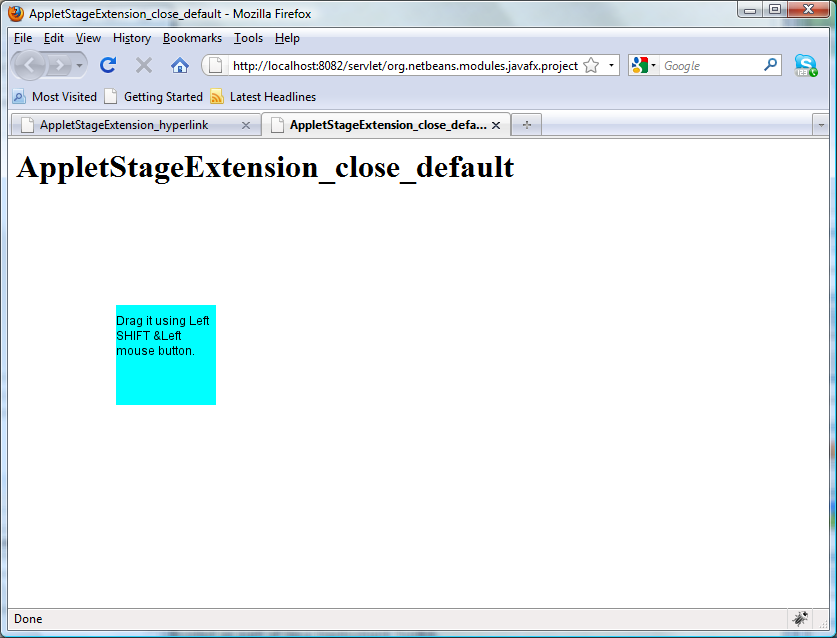 AppletStageExtension_close_default - Mozilla Firefox
File Edit View History Bookmarks Tools Help
http://localhost:8082/servlet/org.netbeans.modules.javafx.project
Google
Most Visited Getting Started Latest Headlines
AppletStageExtension_hyperlink
AppletStageExtension_close_defa...
AppletStageExtension_close_default
Drag it using Left
SHIFT &Left
mouse button.
Done